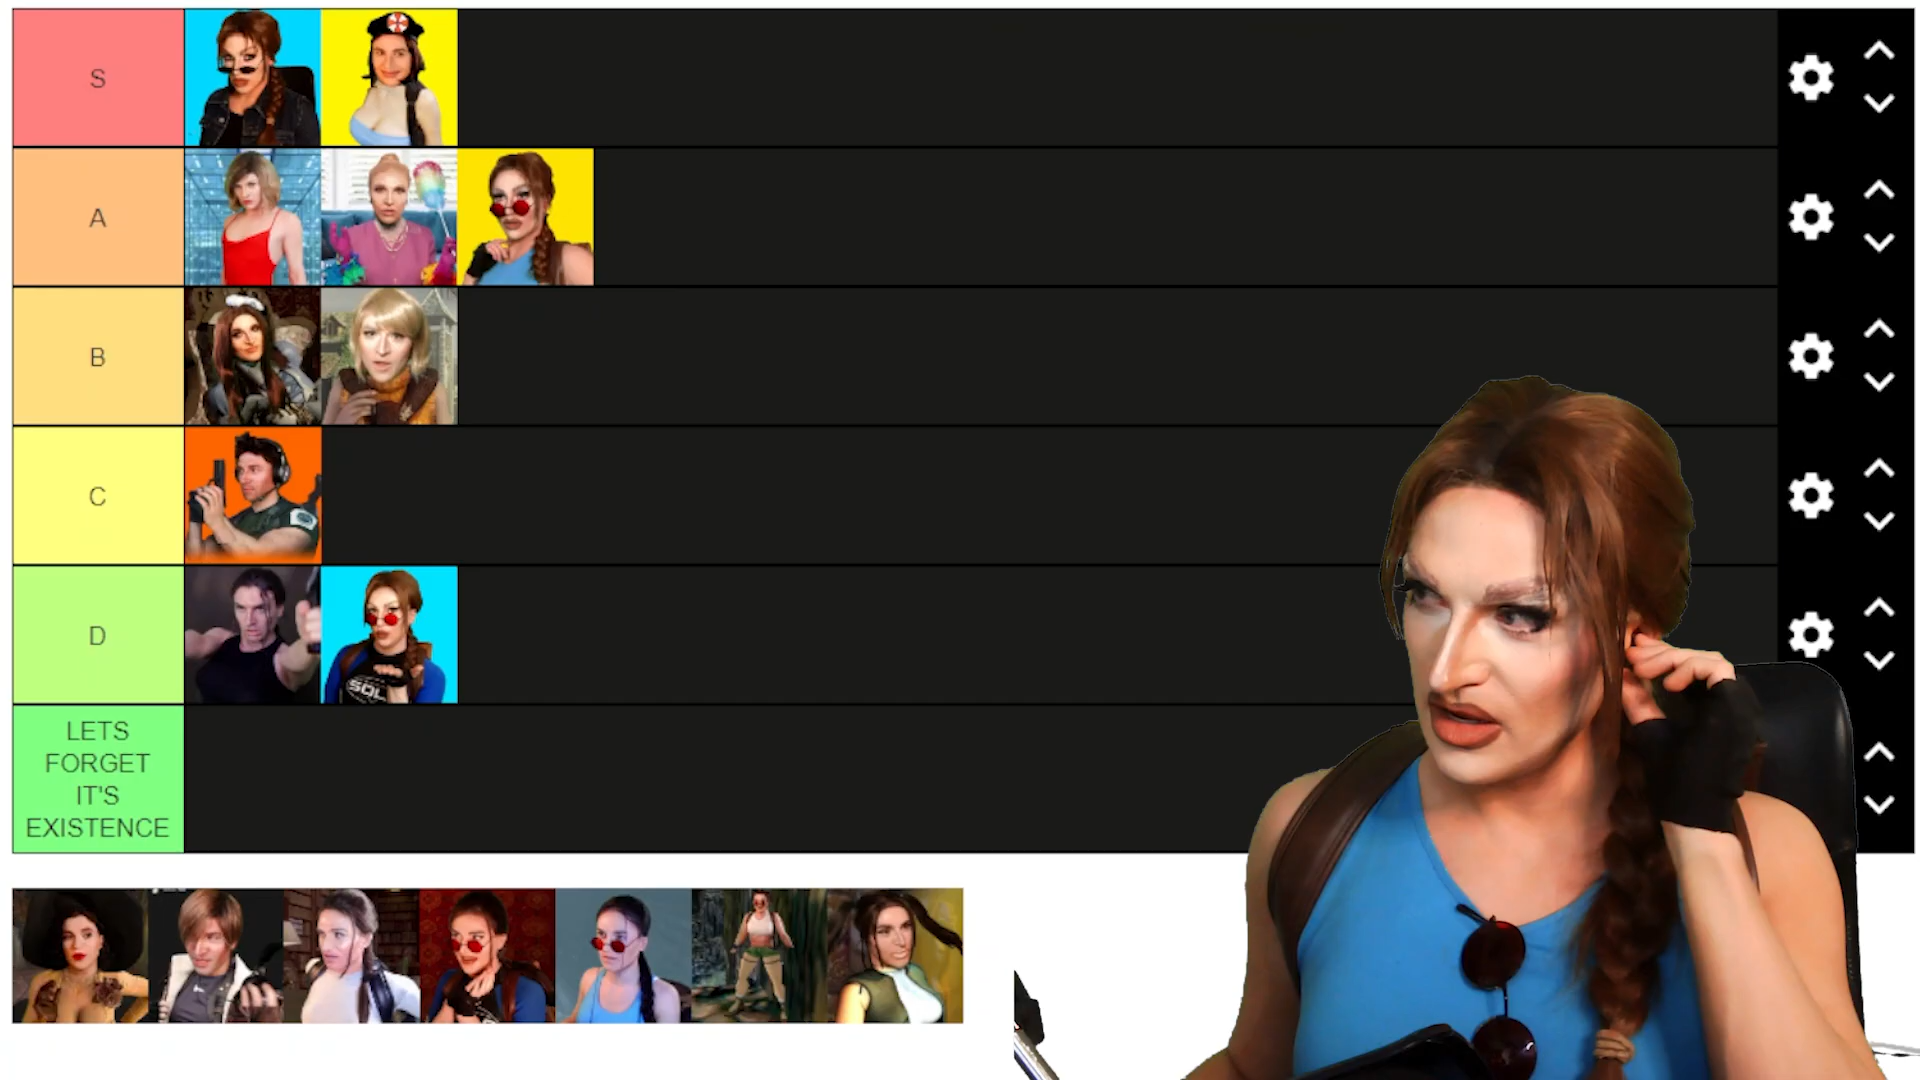 S
A
B
C
D
SOL
LETS
FORGET
IT'S
EXISTENCE